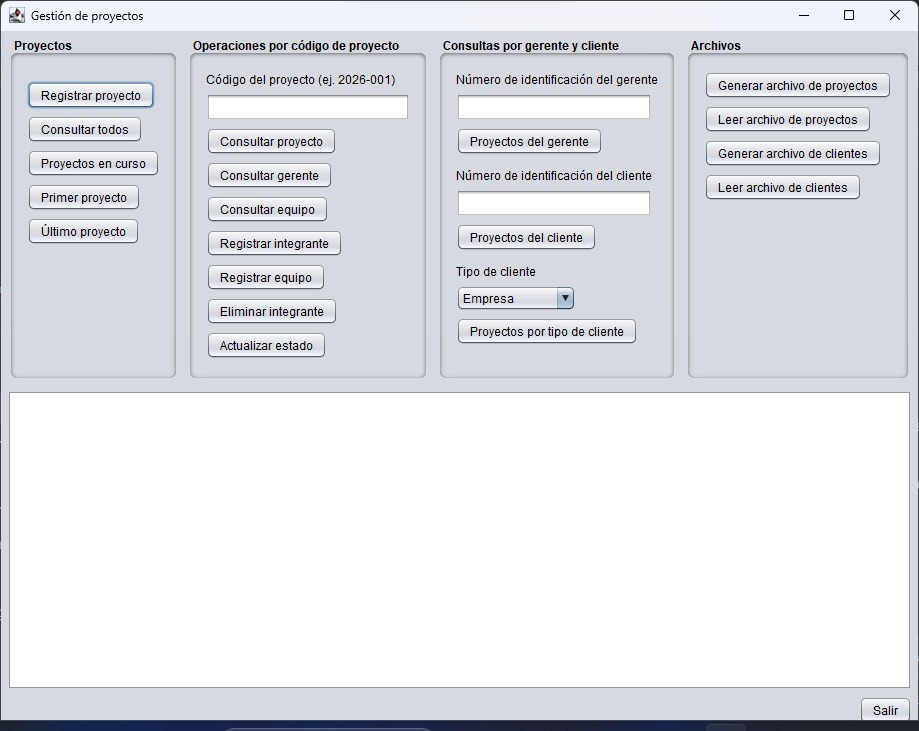 Gestión de proyectos
Proyectos
Registrar proyecto
Consultar todos
Proyectos en curso
Primer proyecto
Último proyecto
Operaciones por código de proyecto
Código del proyecto (ej. 2026-001)
Consultar proyecto
Consultar gerente
Consultar equipo
Registrar integrante
Registrar equipo
Eliminar integrante
Actualizar estado
Consultas por gerente y cliente
Número de identificación del gerente
Proyectos del gerente
Número de identificación del cliente
Proyectos del cliente
Tipo de cliente
Empresa
Proyectos por tipo de cliente
Archivos
Generar archivo de proyectos
Leer archivo de proyectos
Generar archivo de clientes
Leer archivo de clientes
Salir